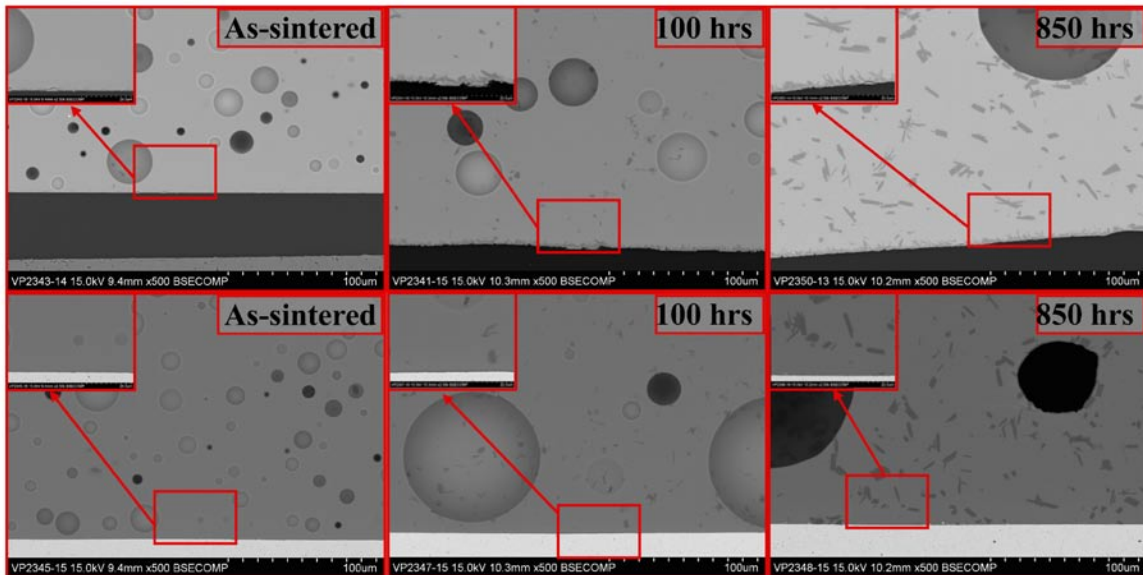 As-sintered
100 hrs
850 hrs
VP2343-14 15.0kV 9.4mm x500 BSECOMP
100um
VP2341-15 15.0kV 10.3mm x500 BSECOMP
100um
VP2350-13 15.0kV 10.2mm x500 BSECOMP
100um
As-sintered
100 hrs
850 hrs
VP2345-15 15.0kV 9.4mm x500 BSECOMP
100um
VP2347-15 15.0kV 10.3mm x500 BSECOMP
100um
VP2348-15 15.0kV 10.2mm x500 BSECOMP
100um